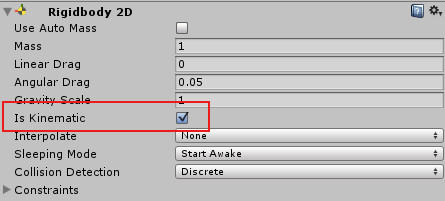 Rigidbody 2D
Use Auto Mass
Mass 1
Linear Drag 0
Angular Drag 0.05
Gravity Scale 1
Is Kinematic
Interpolate None
Sleeping Mode Start Awake
Collision Detection Discrete
Constraints